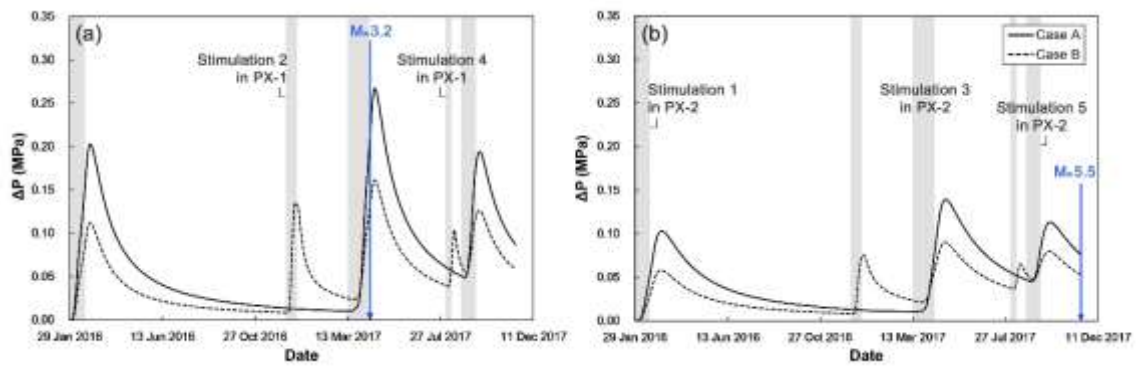 (a)
0.35
0.30
0.25
0.20
0.15
0.10
0.05
0.00
ΔP (MPa)
Stimulation 2
in PX-1
3.2
Stimulation 4
in PX-1
29 Jan 2016
13 Jun 2016
27 Oct 2016
13 Mar 2017
27 Jul 2017
11 Dec 2017
Date
(b)
Case A
Case B
0.35
0.30
0.25
0.20
0.15
0.10
0.05
0.00
ΔP (MPa)
Stimulation 1
in PX-2
Stimulation 3
in PX-2
Stimulation 5
in PX-2
5.5
29 Jan 2016
13 Jun 2016
27 Oct 2016
13 Mar 2017
27 Jul 2017
11 Dec 2017
Date